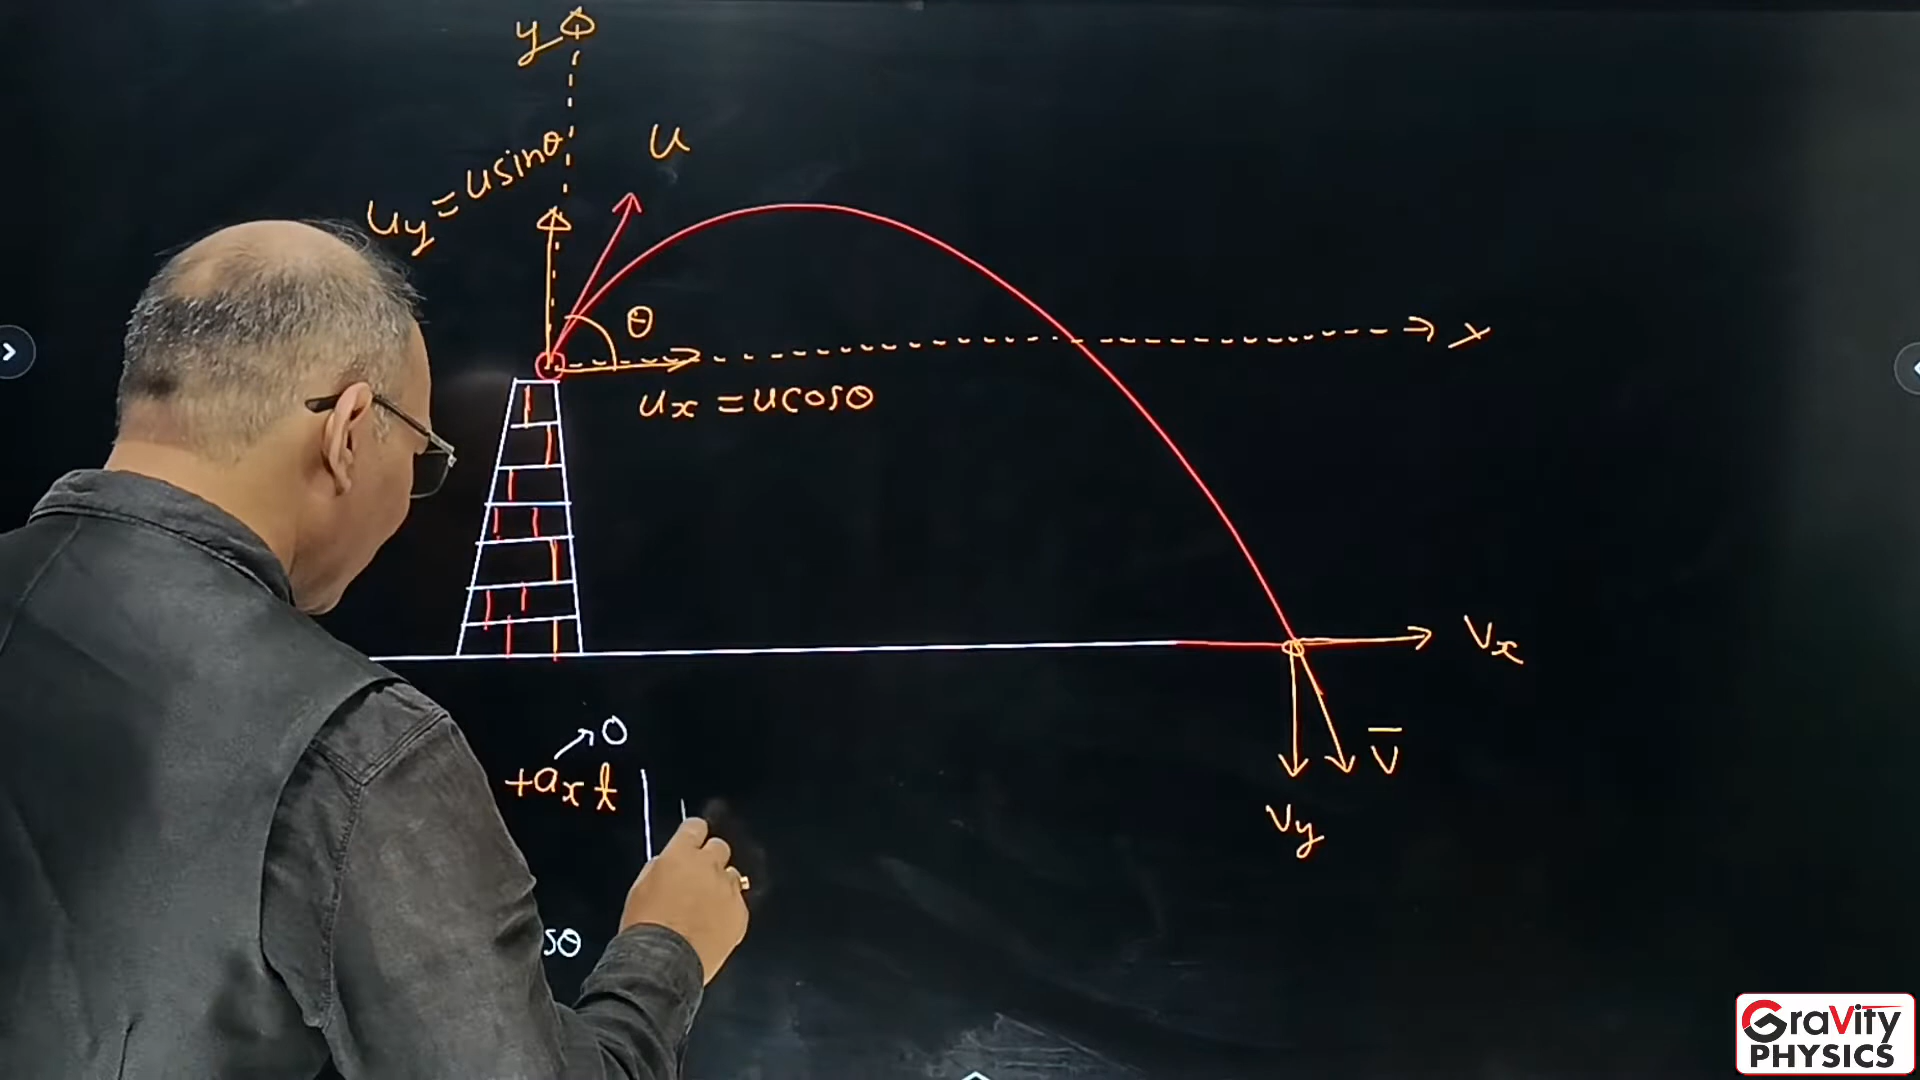 y
u
uy = usinθ
θ
x
ux = ucosθ
Vx
0
+axt
V̅
Vy
sθ
GraVity
PHYSICS